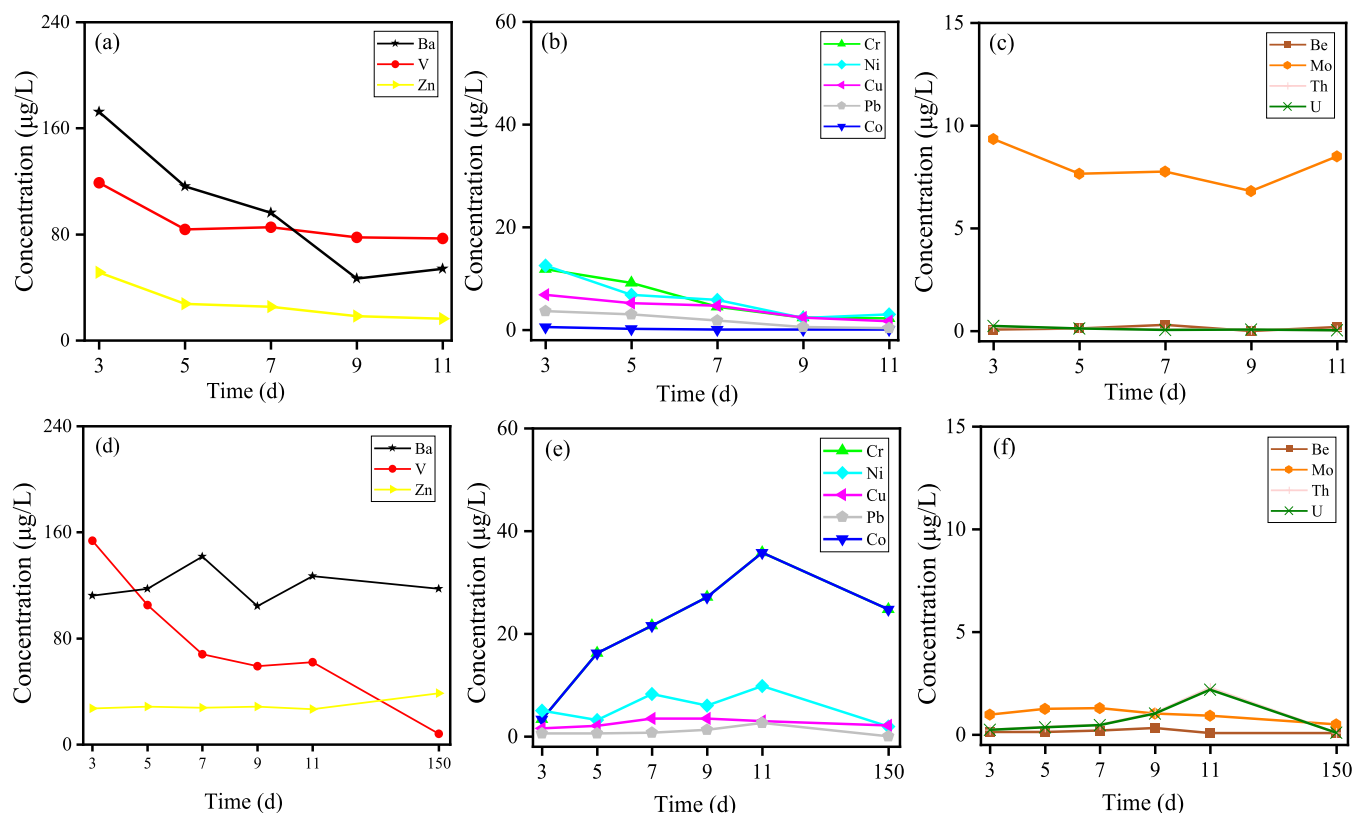 (a)
Ba
V
Zn
Concentration (μg/L)
240
160
80
0
3 5 7 9 11
Time (d)
(b)
Cr
Ni
Cu
Pb
Co
Concentration (μg/L)
60
40
20
0
3 5 7 9 11
Time (d)
(c)
Be
Mo
Th
U
Concentration (μg/L)
15
10
5
0
3 5 7 9 11
Time (d)
(d)
Ba
V
Zn
Concentration (μg/L)
240
160
80
0
3 5 7 9 11 150
Time (d)
(e)
Cr
Ni
Cu
Pb
Co
Concentration (μg/L)
60
40
20
0
3 5 7 9 11 150
Time (d)
(f)
Be
Mo
Th
U
Concentration (μg/L)
15
10
5
0
3 5 7 9 11 150
Time (d)